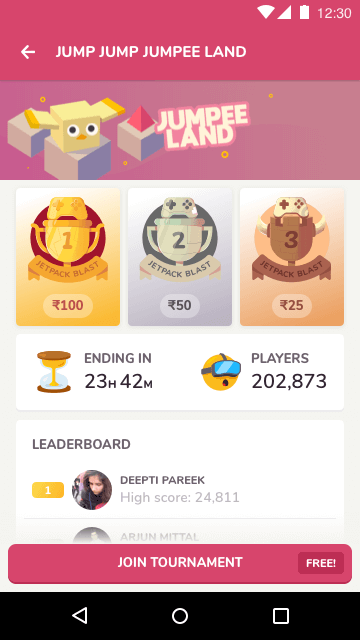 12:30
JUMP JUMP JUMPEE LAND
JUMPEE
LAND
1
JETPACK BLAST
₹100
2
JETPACK BLAST
₹50
3
JETPACK BLAST
₹25
ENDING IN
23H 42M
PLAYERS
202,873
LEADERBOARD
1
DEEPTI PAREEK
High score: 24,811
ARJUN MITTAL
JOIN TOURNAMENT
FREE!